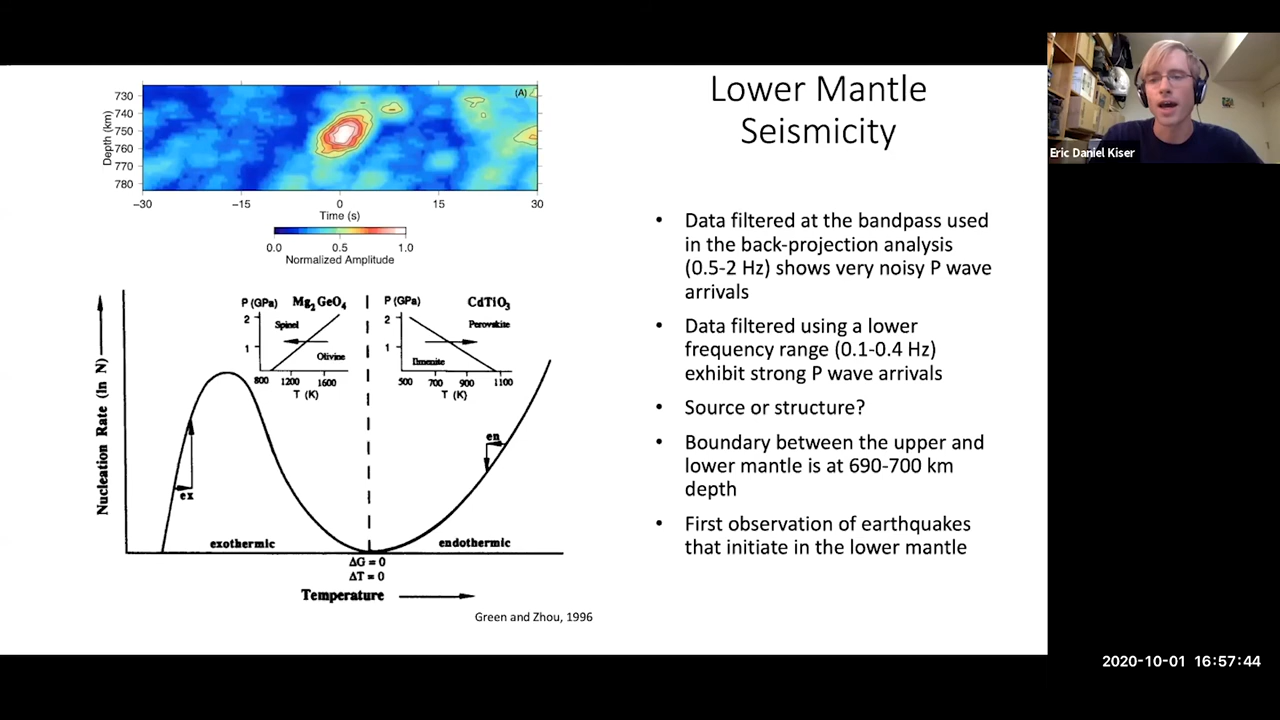 Lower Mantle
Seismicity
730
740
750
760
770
780
Depth (km)
(A)
-30
-15
0
15
30
Time (s)
0.0
0.5
1.0
Normalized Amplitude
P (GPa)
Mg2GeO4
2
1
Spinel
Olivine
800
1200
1600
T (K)
P (GPa)
CdTiO3
2
1
Perovskite
Ilmenite
500
700
900
1100
T (K)
Nucleation Rate (ln N)
ex
en
exothermic
endothermic
ΔG = 0
ΔT = 0
Temperature
Green and Zhou, 1996
• Data filtered at the bandpass used
in the back-projection analysis
(0.5-2 Hz) shows very noisy P wave
arrivals
• Data filtered using a lower
frequency range (0.1-0.4 Hz)
exhibit strong P wave arrivals
• Source or structure?
• Boundary between the upper and
lower mantle is at 690-700 km
depth
• First observation of earthquakes
that initiate in the lower mantle
Eric Daniel Kiser
2020-10-01 16:57:44